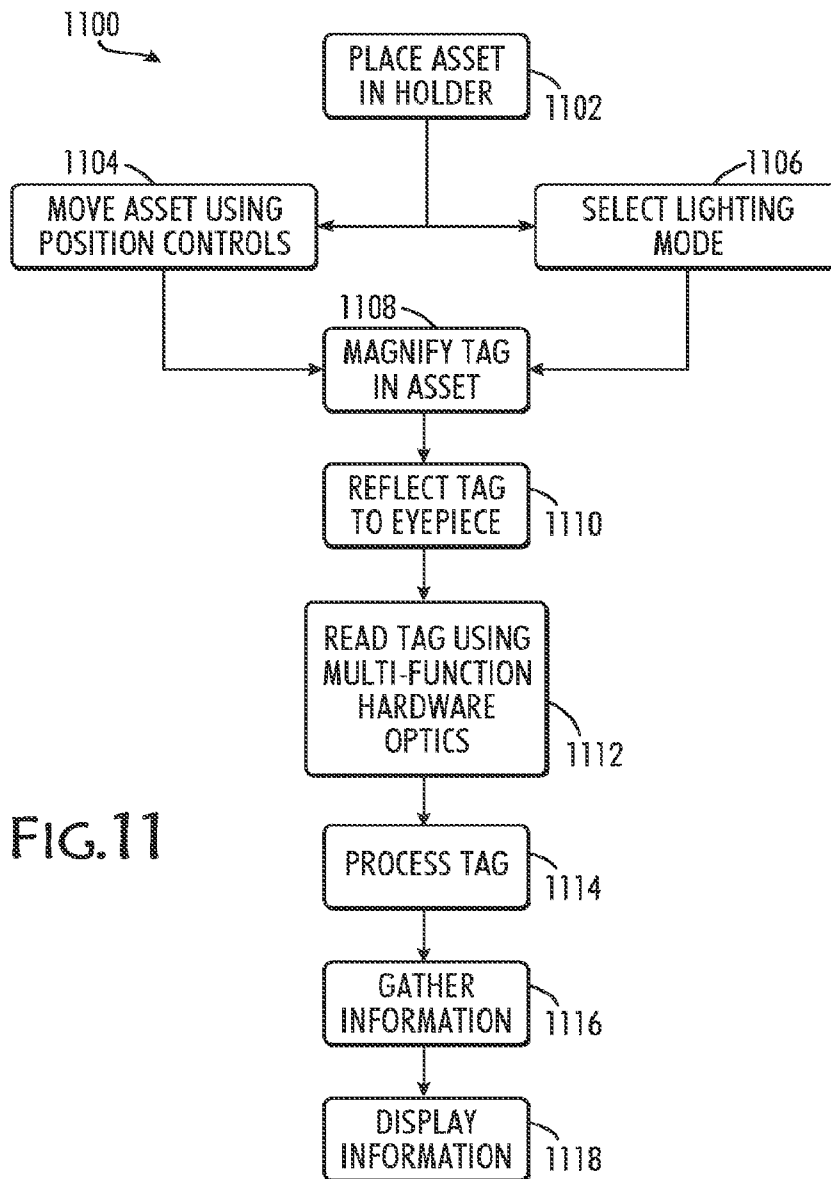 1100
PLACE ASSET
IN HOLDER
1102
1104
MOVE ASSET USING
POSITION CONTROLS
1106
SELECT LIGHTING
MODE
1108
MAGNIFY TAG
IN ASSET
REFLECT TAG
TO EYEPIECE
1110
READ TAG USING
MULTI-FUNCTION
HARDWARE
OPTICS
1112
FIG.11
PROCESS TAG
1114
GATHER
INFORMATION
1116
DISPLAY
INFORMATION
1118